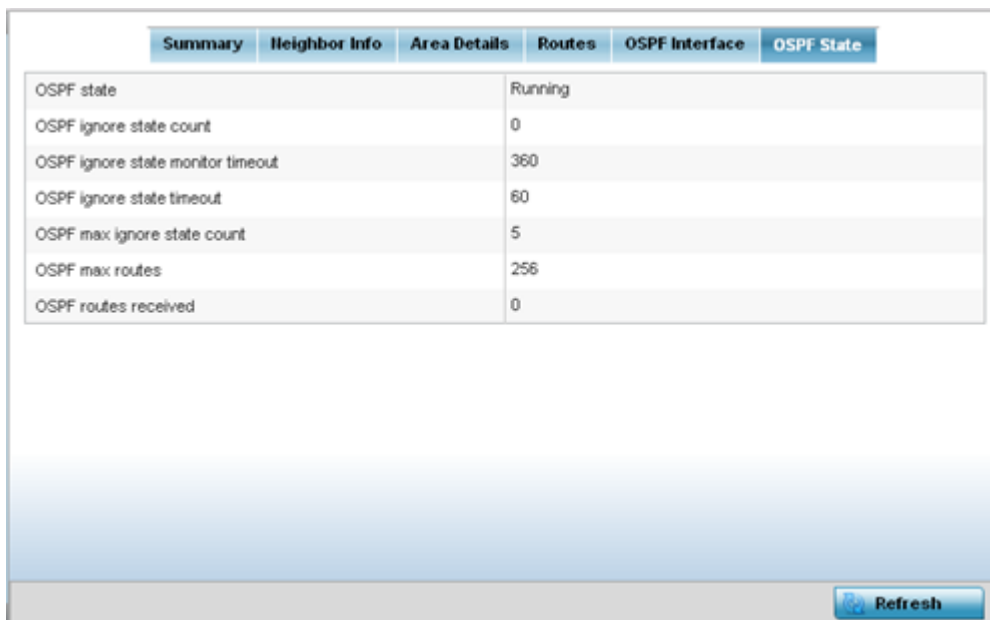 Summary Neighbor Info Area Details Routes OSPF Interface OSPF State
OSPF state Running
OSPF ignore state count 0
OSPF ignore state monitor timeout 360
OSPF ignore state timeout 60
OSPF max ignore state count 5
OSPF max routes 256
OSPF routes received 0
Refresh